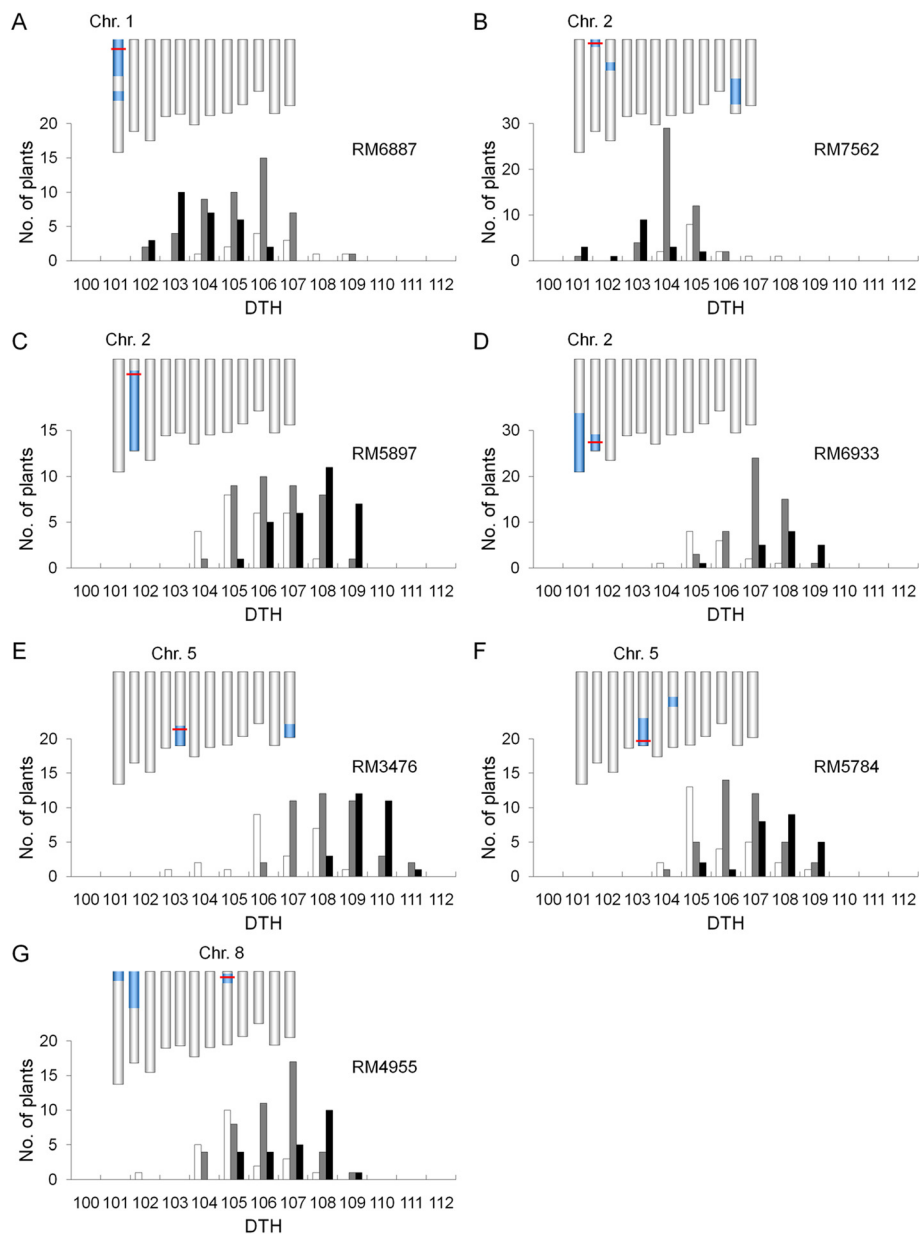 A
Chr. 1
20
15
10
5
0
No. of plants
RM6887
100 101 102 103 104 105 106 107 108 109 110 111 112
DTH
B
Chr. 2
30
20
10
0
No. of plants
RM7562
100 101 102 103 104 105 106 107 108 109 110 111 112
DTH
C
Chr. 2
15
10
5
0
No. of plants
RM5897
100 101 102 103 104 105 106 107 108 109 110 111 112
DTH
D
Chr. 2
30
20
10
0
No. of plants
RM6933
100 101 102 103 104 105 106 107 108 109 110 111 112
DTH
E
Chr. 5
20
15
10
5
0
No. of plants
RM3476
100 101 102 103 104 105 106 107 108 109 110 111 112
DTH
F
Chr. 5
20
15
10
5
0
No. of plants
RM5784
100 101 102 103 104 105 106 107 108 109 110 111 112
DTH
G
Chr. 8
20
15
10
5
0
No. of plants
RM4955
100 101 102 103 104 105 106 107 108 109 110 111 112
DTH